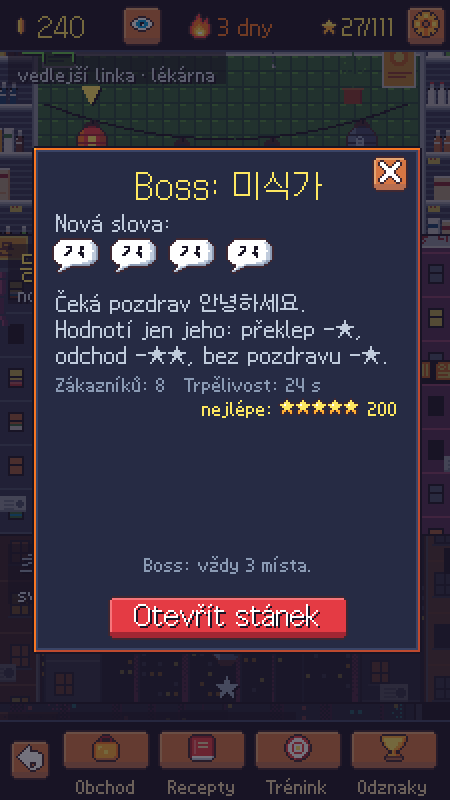 240
3 dny
★27/111
vedlejší linka · lékárna
Boss: 미식가
Nová slova:
Čeká pozdrav 안녕하세요.
Hodnotí jen jeho: překlep -★,
odchod -★★, bez pozdravu -★.
Zákazníků: 8 Trpělivost: 24 s
nejlépe: ★★★★★ 200
Boss: vždy 3 místa.
Otevřít stánek
Obchod
Recepty
Trénink
Odznaky